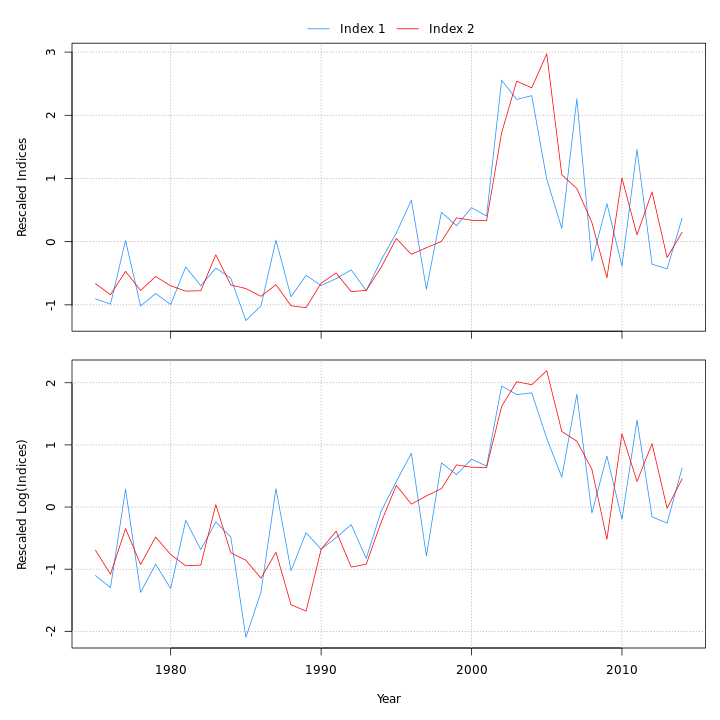 Index 1 Index 2
Rescaled Indices
3
2
1
0
-1
Rescaled Log(Indices)
2
1
0
-1
-2
1980 1990 2000 2010
Year